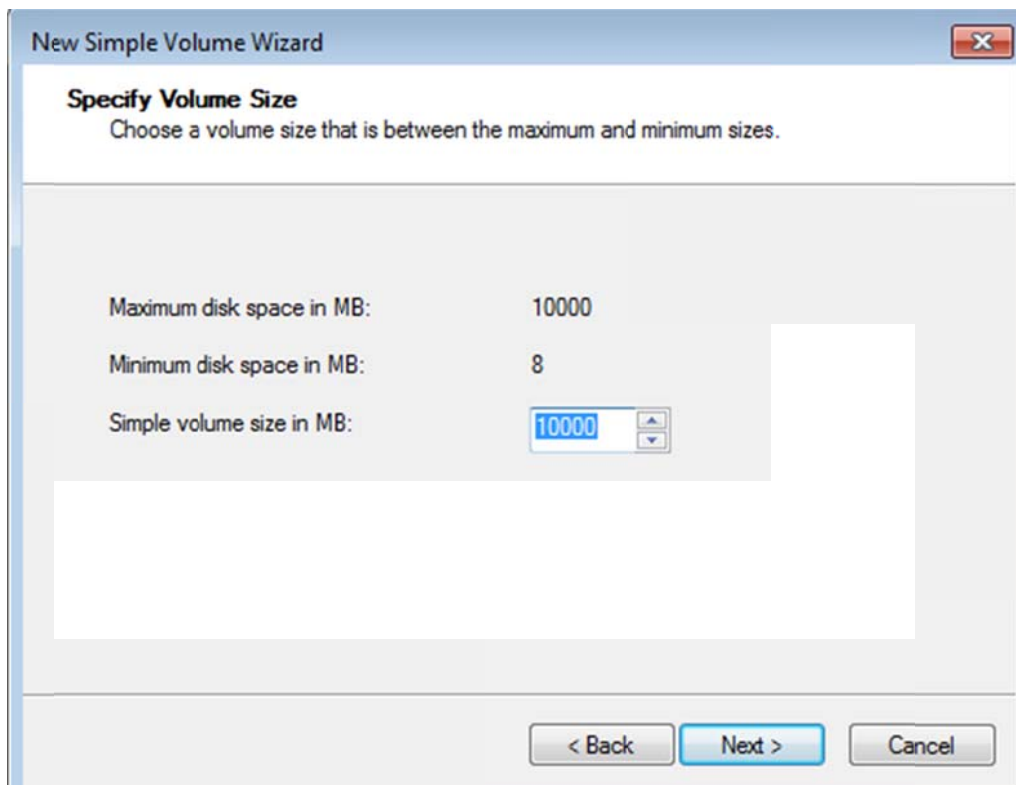 New Simple Volume Wizard
Specify Volume Size
Choose a volume size that is between the maximum and minimum sizes.
Maximum disk space in MB: 10000
Minimum disk space in MB: 8
Simple volume size in MB: 10000
< Back Next > Cancel